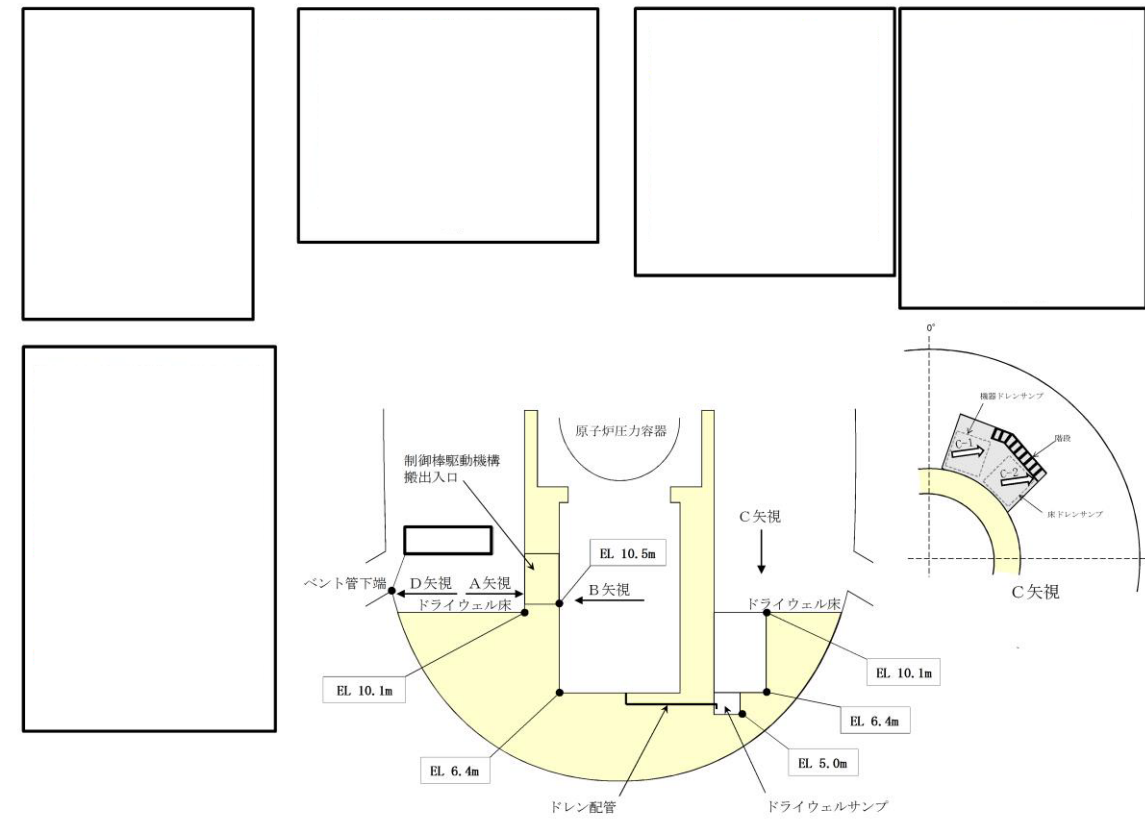 0°
機器ドレンサンプ
階段
C-1
C-2
床ドレンサンプ
C矢視
原子炉圧力容器
制御棒駆動機構
搬出入口
C矢視
EL 10.5m
ベント管下端
D矢視
A矢視
B矢視
ドライウェル床
ドライウェル床
EL 10.1m
EL 10.1m
EL 6.4m
EL 6.4m
EL 5.0m
ドレン配管
ドライウェルサンプ